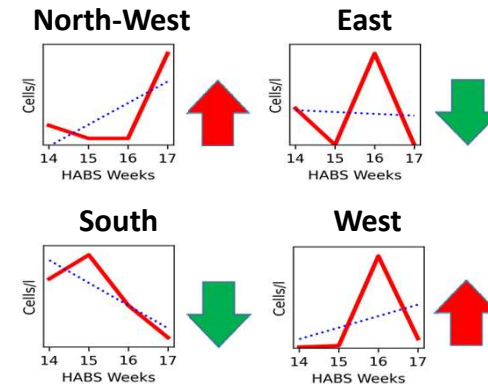 North-West
Cells/l
14 15 16 17
HABS Weeks
East
Cells/l
14 15 16 17
HABS Weeks
South
Cells/l
14 15 16 17
HABS Weeks
West
Cells/l
14 15 16 17
HABS Weeks